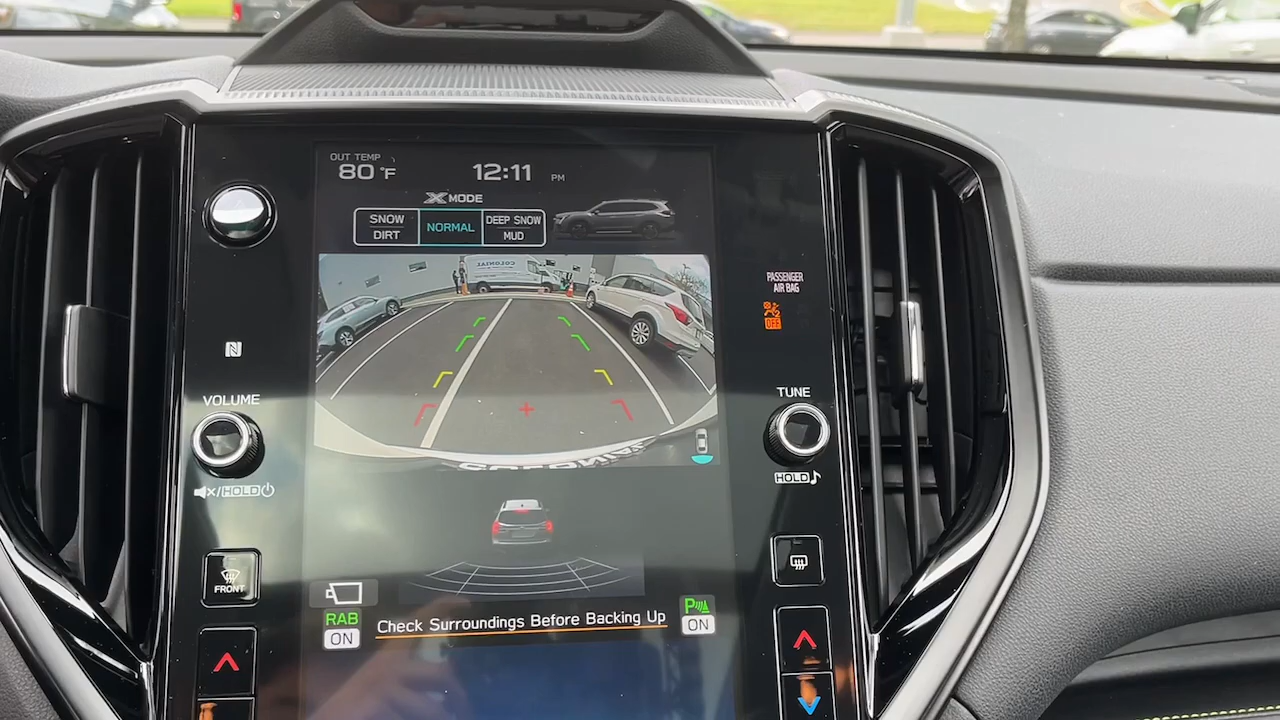 OUT TEMP
80 °F
12:11 PM
X MODE
SNOW
DIRT
NORMAL
DEEP SNOW
MUD
COLONIAL
PASSENGER
AIR BAG
OFF
N
VOLUME
TUNE
/HOLD
HOLD
FRONT
RAB
ON
Check Surroundings Before Backing Up
P
ON